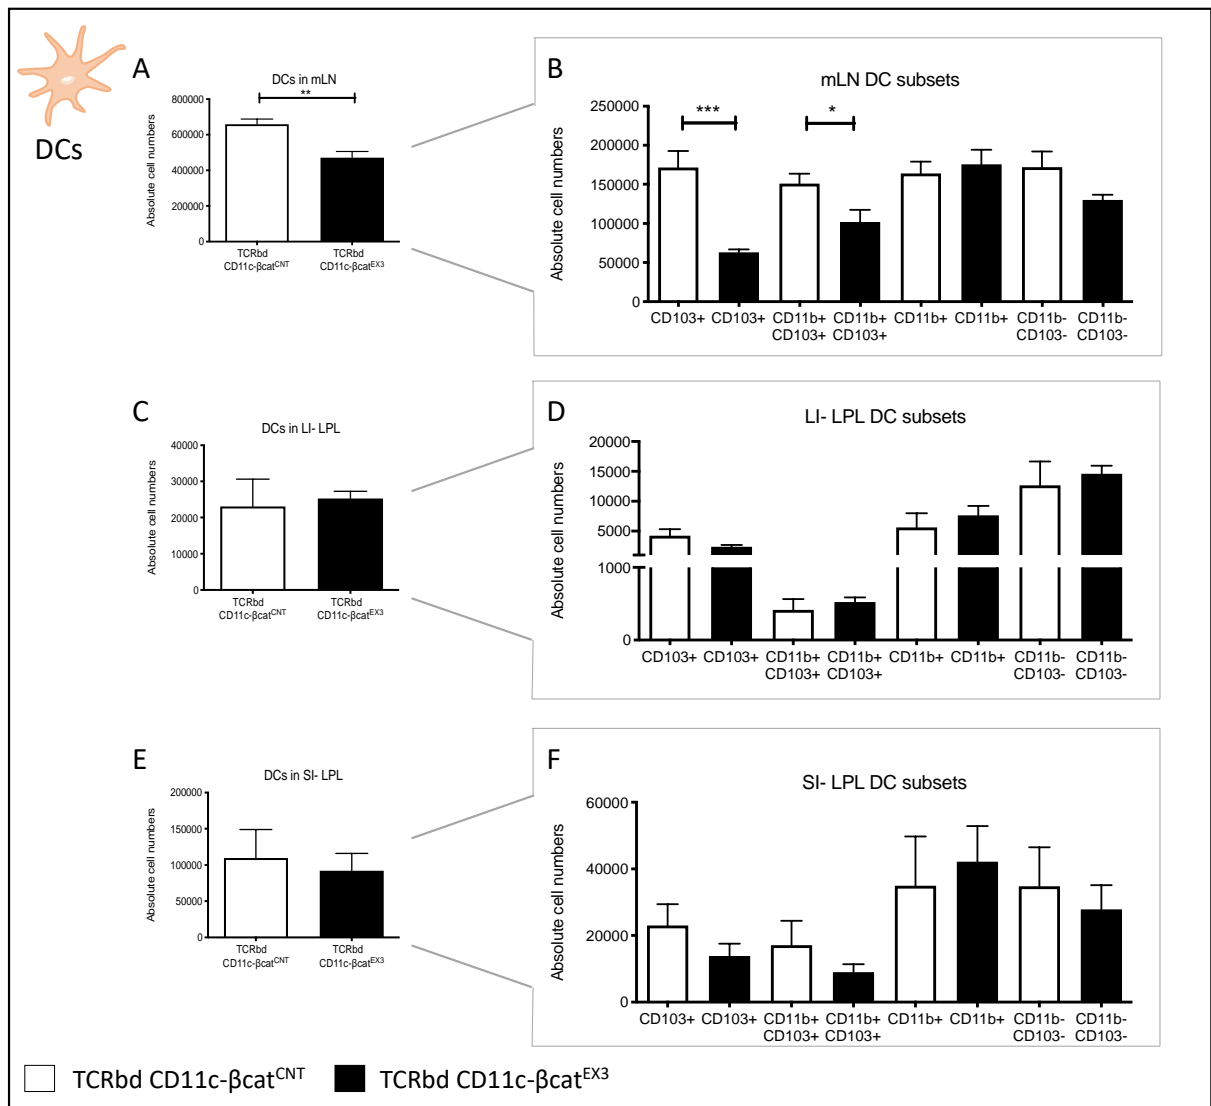 DCs
A
DCs in mLN
**
Absolute cell numbers
800000
600000
400000
200000
0
TCRbd
CD11c-βcatCNT
TCRbd
CD11c-βcatEX3
B
mLN DC subsets
***
*
Absolute cell numbers
250000
200000
150000
100000
50000
0
CD103+ CD103+ CD11b+ CD11b+ CD11b+ CD11b+ CD11b- CD11b-
CD103+ CD103+ CD103- CD103-
C
DCs in LI- LPL
Absolute cell numbers
40000
30000
20000
10000
0
TCRbd
CD11c-βcatCNT
TCRbd
CD11c-βcatEX3
D
LI- LPL DC subsets
Absolute cell numbers
20000
15000
10000
5000
1000
0
CD103+ CD103+ CD11b+ CD11b+ CD11b+ CD11b+ CD11b- CD11b-
CD103+ CD103+ CD103- CD103-
E
DCs in SI- LPL
Absolute cell numbers
200000
150000
100000
50000
0
TCRbd
CD11c-βcatCNT
TCRbd
CD11c-βcatEX3
F
SI- LPL DC subsets
Absolute cell numbers
60000
40000
20000
0
CD103+ CD103+ CD11b+ CD11b+ CD11b+ CD11b+ CD11b- CD11b-
CD103+ CD103+ CD103- CD103-
TCRbd CD11c-βcatCNT
TCRbd CD11c-βcatEX3